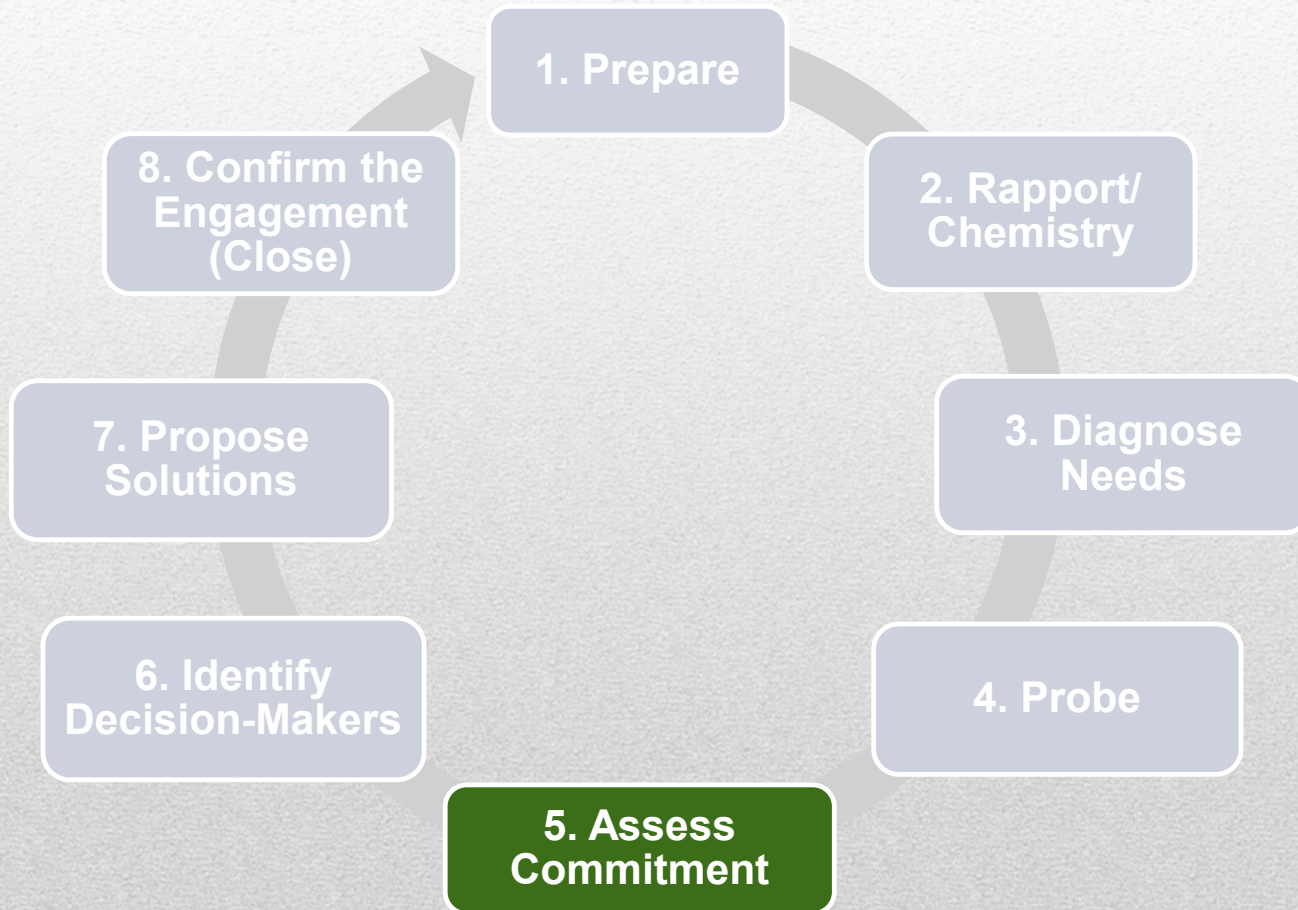 1. Prepare
2. Rapport/
Chemistry
3. Diagnose
Needs
4. Probe
5. Assess
Commitment
6. Identify
Decision-Makers
7. Propose
Solutions
8. Confirm the
Engagement
(Close)